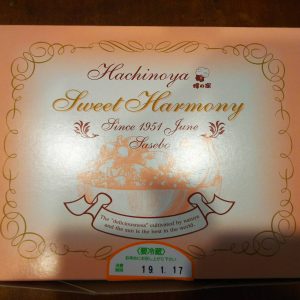 Hachinoya
蜂の家
Sweet Harmony
Since 1951 June
Sasebo
The "deliciousness" cultivated by nature
and the sun is the best in the world.
〈要冷蔵〉
19.1.17